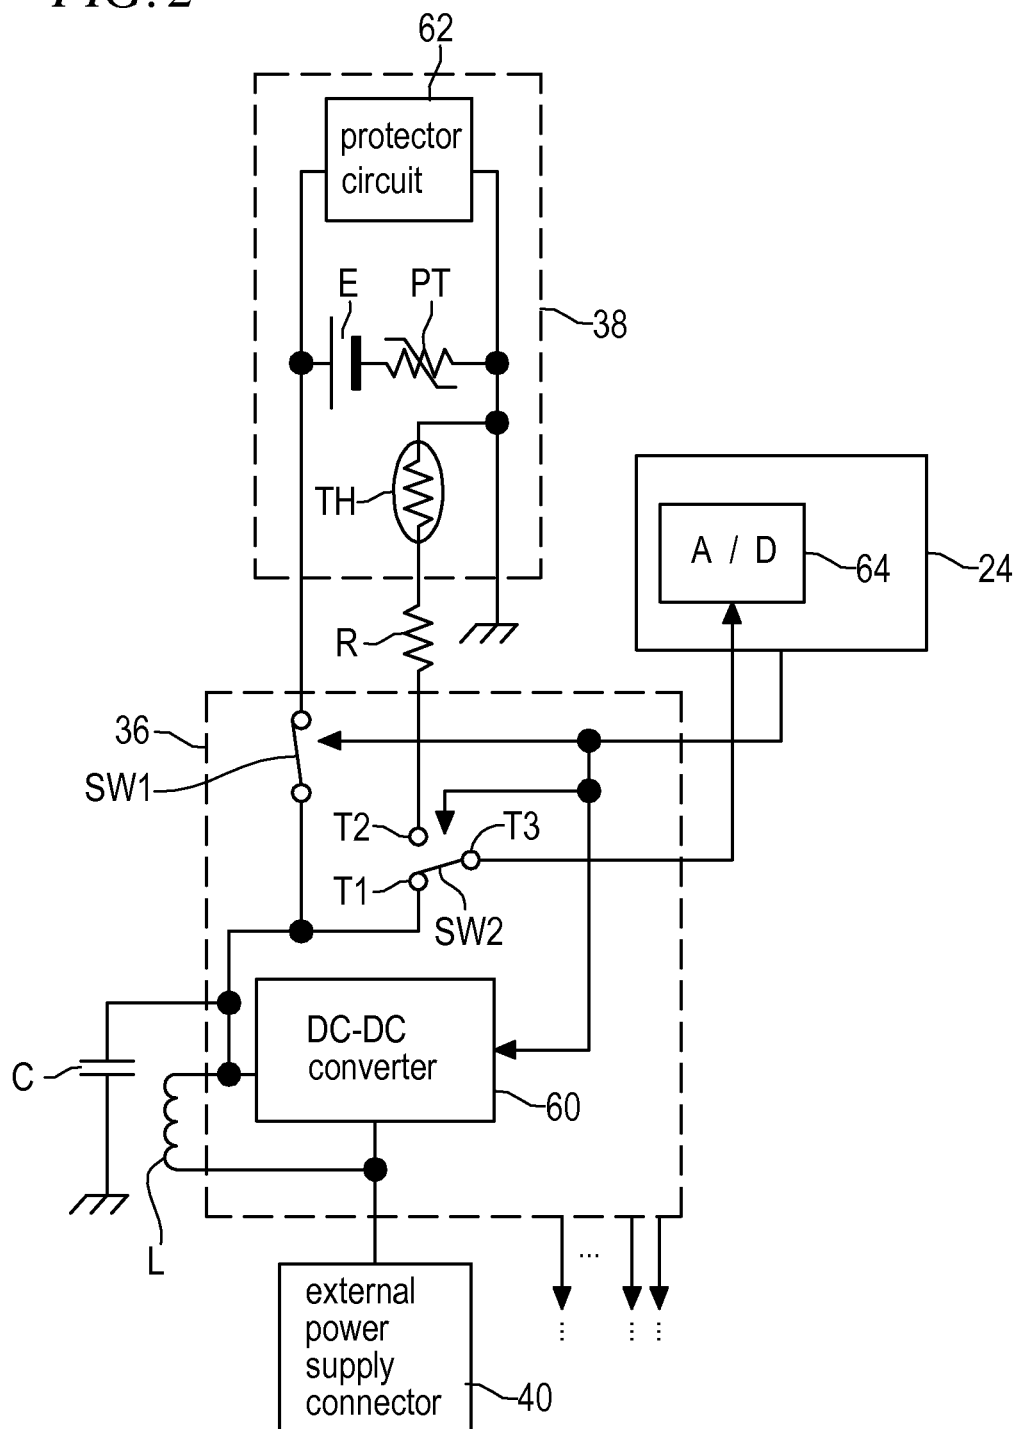 FIG. 2
62
protector
circuit
E
PT
38
TH
A / D
64
24
R
36
SW1
T2
T3
T1
SW2
DC-DC
converter
C
60
L
...
...
... ...
external
power
supply
connector
40